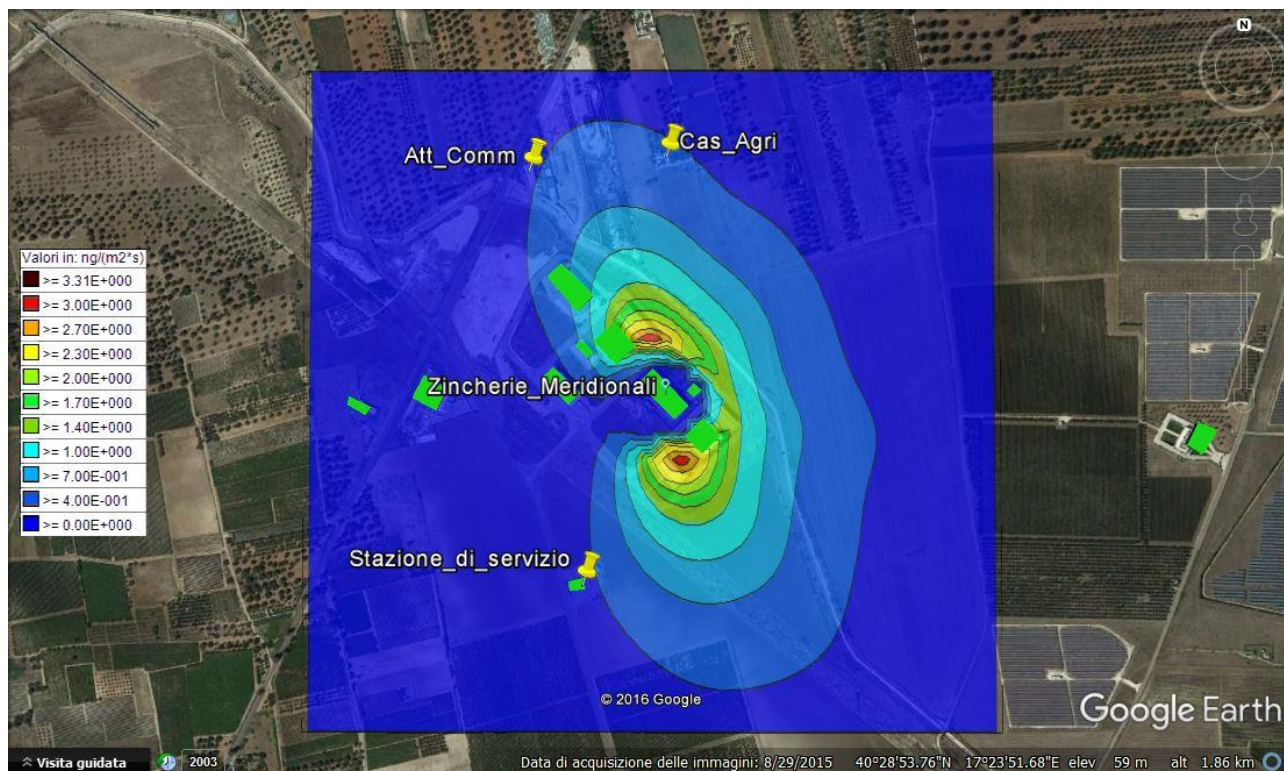 N
Att_Comm
Cas_Agri
Valori in: ng/(m2*s)
>= 3.31E+000
>= 3.00E+000
>= 2.70E+000
>= 2.30E+000
>= 2.00E+000
>= 1.70E+000
>= 1.40E+000
>= 1.00E+000
>= 7.00E-001
>= 4.00E-001
>= 0.00E+000
Zincherie_Meridionali
Stazione_di_servizio
© 2016 Google
Google Earth
Visita guidata
2003
Data di acquisizione delle immagini: 8/29/2015 40°28'53.76"N 17°23'51.68"E elev 59 m alt 1.86 km